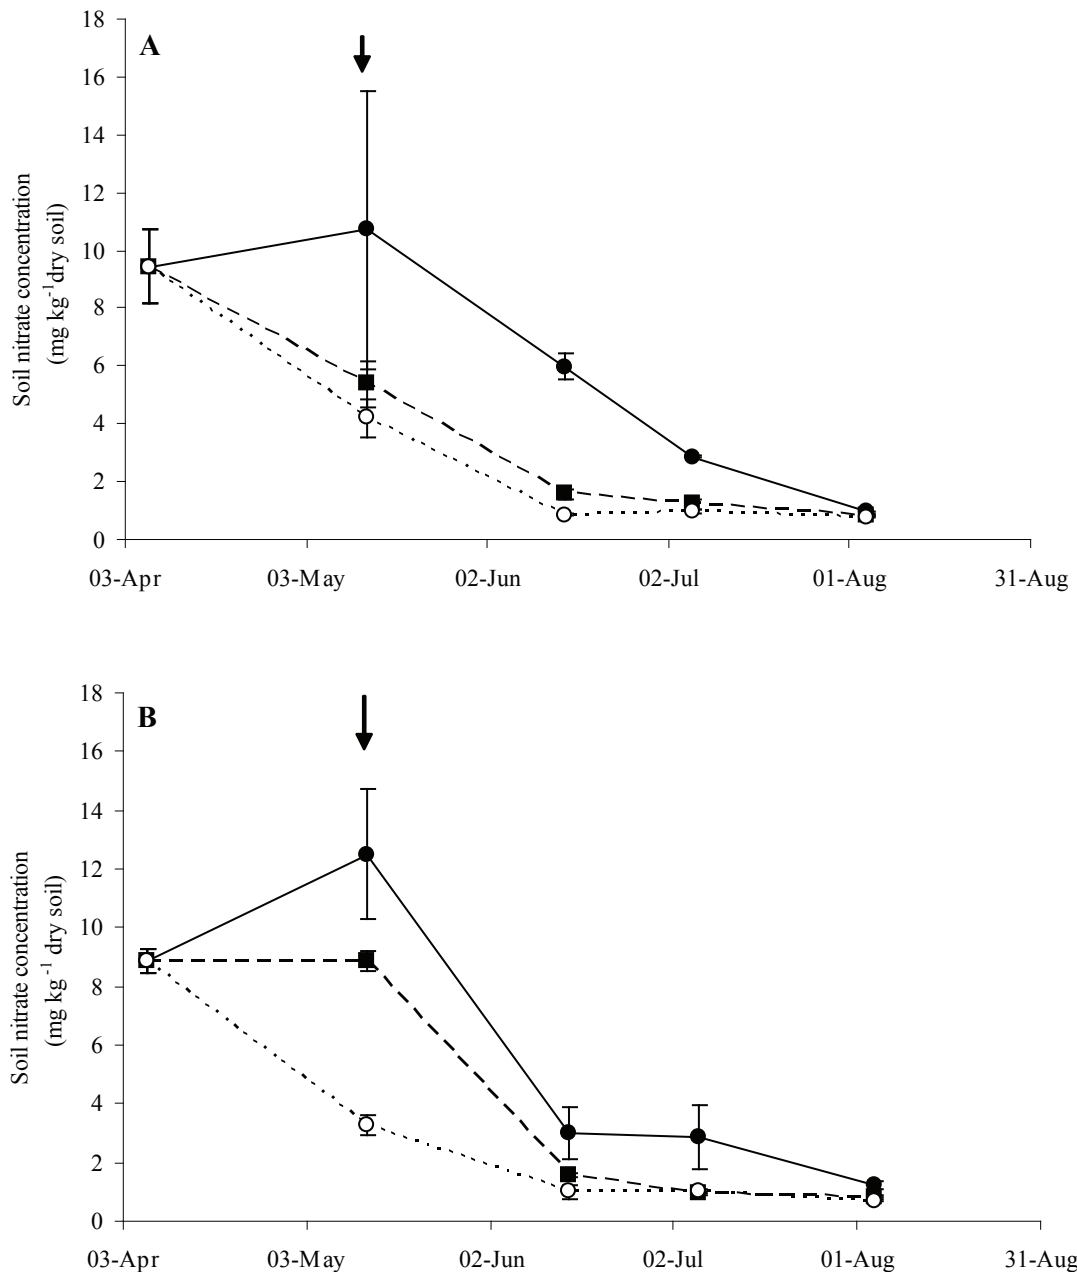 A
18
16
14
12
10
8
6
4
2
0
Soil nitrate concentration
(mg kg-1dry soil)
03-Apr 03-May 02-Jun 02-Jul 01-Aug 31-Aug
B
18
16
14
12
10
8
6
4
2
0
Soil nitrate concentration
(mg kg-1 dry soil)
03-Apr 03-May 02-Jun 02-Jul 01-Aug 31-Aug